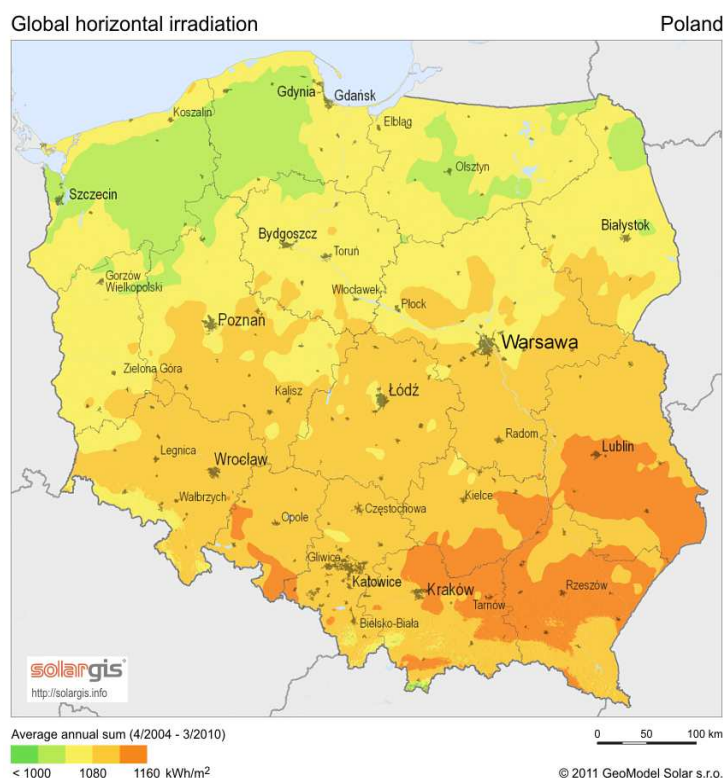 Global horizontal irradiation
Poland
Gdynia
Gdańsk
Koszalin
Elbląg
Olsztyn
Szczecin
Białystok
Bydgoszcz
Toruń
Gorzów
Wielkopolski
Włocławek
Płock
Poznań
Warsawa
Zielona Góra
Kalisz
Łódź
Radom
Lublin
Legnica
Wrocław
Wałbrzych
Kielce
Opole
Częstochowa
Gliwice
Katowice
Kraków
Tarnów
Rzeszów
Bielsko-Biała
solargis
http://solargis.info
Average annual sum (4/2004 - 3/2010)
< 1000 1080 1160 kWh/m²
0 50 100 km
© 2011 GeoModel Solar s.r.o.